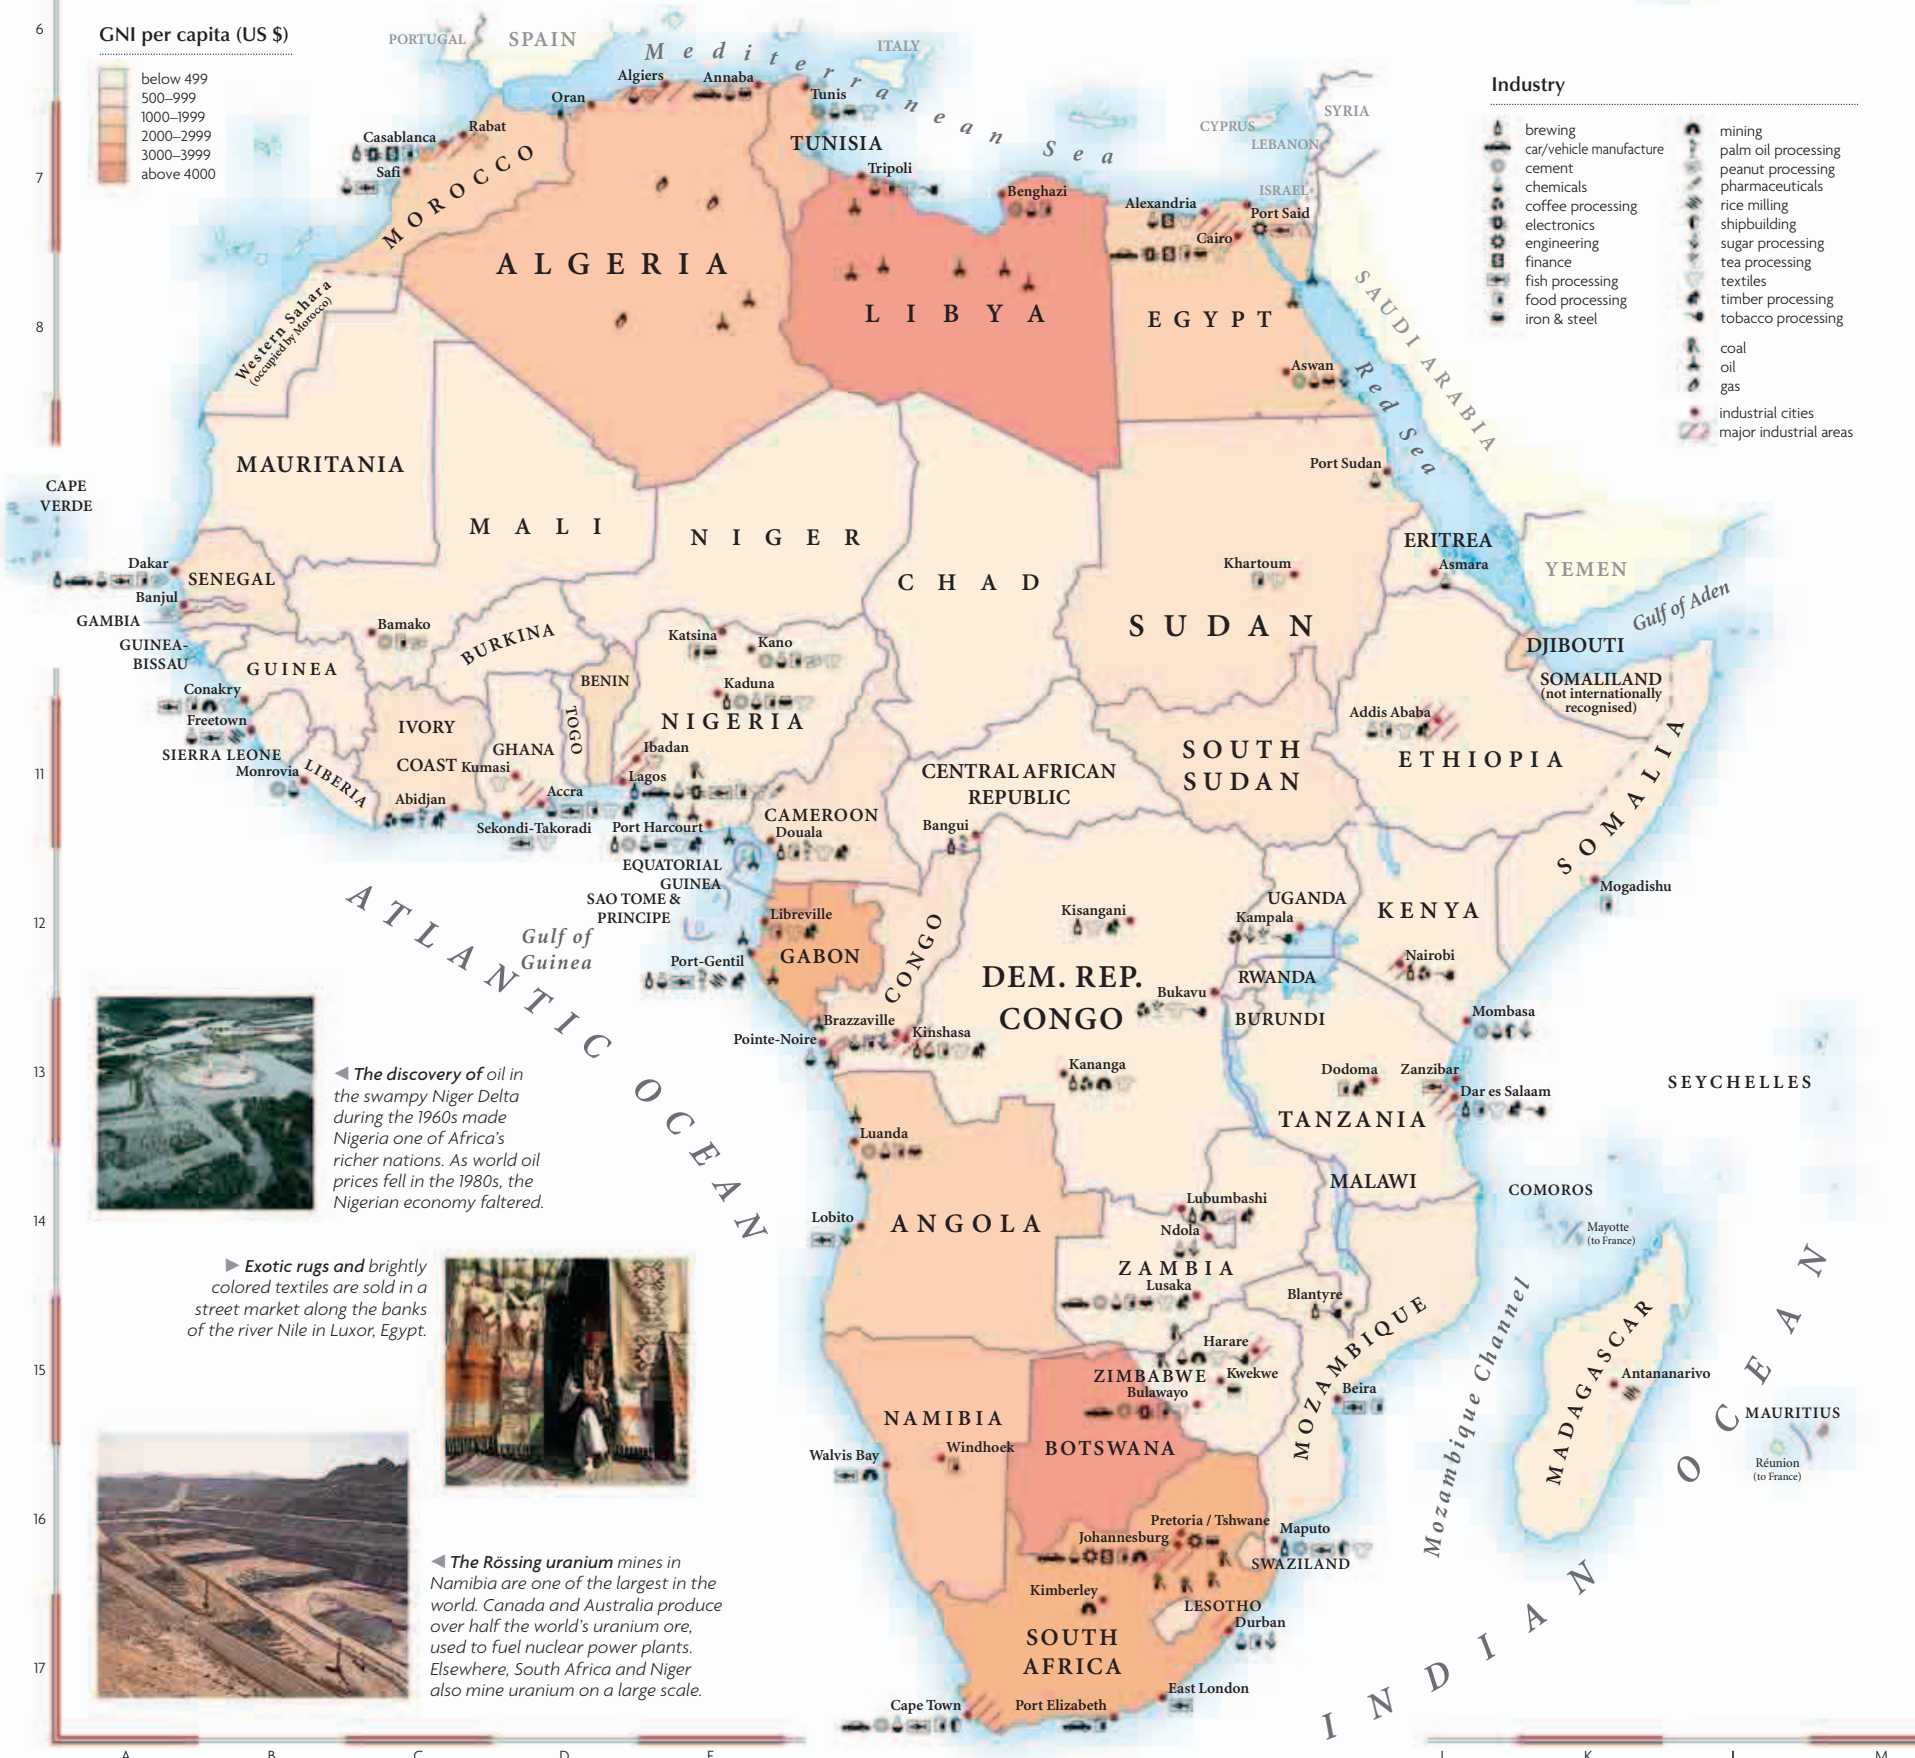 GNI per capita (US $)
below 499
500–999
1000–1999
2000–2999
3000–3999
above 4000
Industry
brewing
car/vehicle manufacture
cement
chemicals
coffee processing
electronics
engineering
finance
fish processing
food processing
iron & steel
mining
palm oil processing
peanut processing
pharmaceuticals
rice milling
shipbuilding
sugar processing
tea processing
textiles
timber processing
tobacco processing
coal
oil
gas
industrial cities
major industrial areas
6
7
8
11
12
13
14
15
16
17
PORTUGAL
SPAIN
ITALY
Mediterranean Sea
CYPRUS
SYRIA
LEBANON
ISRAEL
SAUDI ARABIA
Red Sea
YEMEN
Gulf of Aden
Algiers
Annaba
Oran
Tunis
TUNISIA
Rabat
Casablanca
Safi
MOROCCO
Tripoli
Benghazi
Alexandria
Port Said
Cairo
ALGERIA
LIBYA
EGYPT
Western Sahara
(occupied by Morocco)
Aswan
MAURITANIA
CAPE
VERDE
MALI
NIGER
CHAD
Port Sudan
ERITREA
Asmara
Khartoum
SUDAN
Dakar
SENEGAL
Banjul
GAMBIA
GUINEA-
BISSAU
Bamako
BURKINA
GUINEA
Conakry
Freetown
SIERRA LEONE
Monrovia
LIBERIA
IVORY
COAST
Abidjan
GHANA
Kumasi
Accra
Sekondi-Takoradi
TOGO
BENIN
Katsina
Kano
Kaduna
NIGERIA
Ibadan
Lagos
Port Harcourt
DJIBOUTI
SOMALILAND
(not internationally
recognised)
Addis Ababa
ETHIOPIA
SOMALIA
Mogadishu
SOUTH
SUDAN
CENTRAL AFRICAN
REPUBLIC
Bangui
CAMEROON
Douala
EQUATORIAL
GUINEA
SAO TOME &
PRINCIPE
Gulf of
Guinea
Libreville
GABON
Port-Gentil
CONGO
Brazzaville
Pointe-Noire
Kinshasa
Kisangani
DEM. REP.
CONGO
Bukavu
Kananga
UGANDA
Kampala
KENYA
Nairobi
Mombasa
RWANDA
BURUNDI
Dodoma
Zanzibar
Dar es Salaam
TANZANIA
SEYCHELLES
ATLANTIC OCEAN
Luanda
Lobito
ANGOLA
Lubumbashi
Ndola
ZAMBIA
Lusaka
MALAWI
Blantyre
COMOROS
Mayotte
(to France)
MOZAMBIQUE
Mozambique Channel
Harare
ZIMBABWE
Kwekwe
Bulawayo
Beira
MADAGASCAR
Antananarivo
MAURITIUS
Réunion
(to France)
NAMIBIA
Windhoek
Walvis Bay
BOTSWANA
Pretoria / Tshwane
Johannesburg
Maputo
SWAZILAND
Kimberley
LESOTHO
Durban
SOUTH
AFRICA
East London
Cape Town
Port Elizabeth
INDIAN OCEAN
The discovery of oil in
the swampy Niger Delta
during the 1960s made
Nigeria one of Africa's
richer nations. As world oil
prices fell in the 1980s, the
Nigerian economy faltered.
Exotic rugs and brightly
colored textiles are sold in a
street market along the banks
of the river Nile in Luxor, Egypt.
The Rössing uranium mines in
Namibia are one of the largest in the
world. Canada and Australia produce
over half the world's uranium ore,
used to fuel nuclear power plants.
Elsewhere, South Africa and Niger
also mine uranium on a large scale.
A
B
C
D
K
M